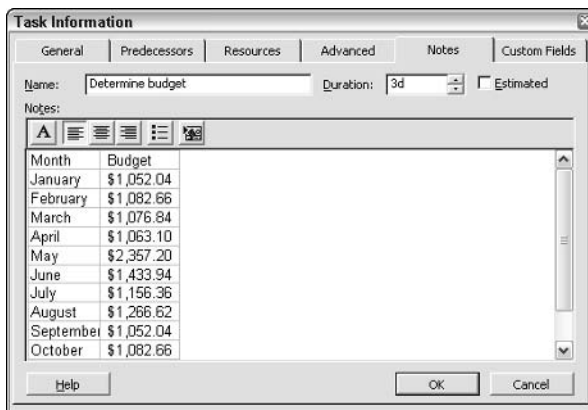 Task Information
General Predecessors Resources Advanced Notes Custom Fields
Name: Determine budget Duration: 3d Estimated
Notes:
A
Month Budget
January $1,052.04
February $1,082.66
March $1,076.84
April $1,063.10
May $2,357.20
June $1,433.94
July $1,156.36
August $1,266.62
September $1,052.04
October $1,082.66
Help OK Cancel